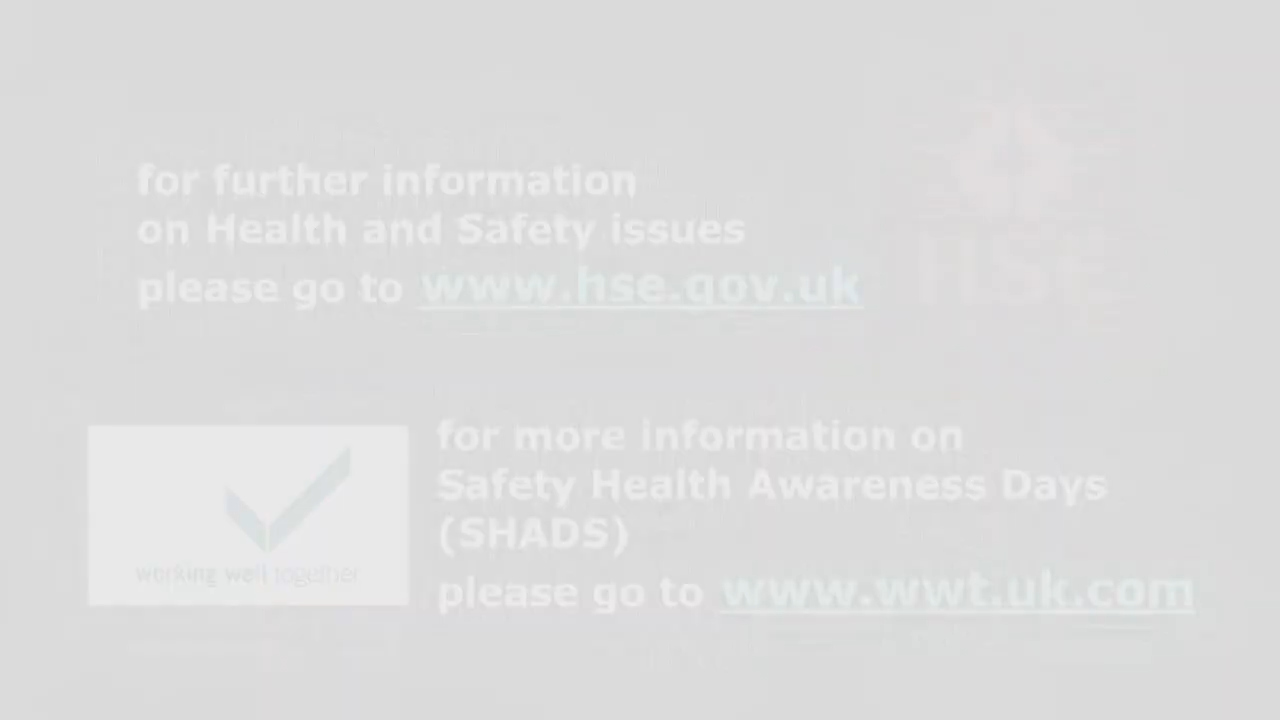 for further information
on Health and Safety issues
please go to www.hse.gov.uk
HSE
for more information on
Safety Health Awareness Days
(SHADS)
please go to www.wwt.uk.com
working well together